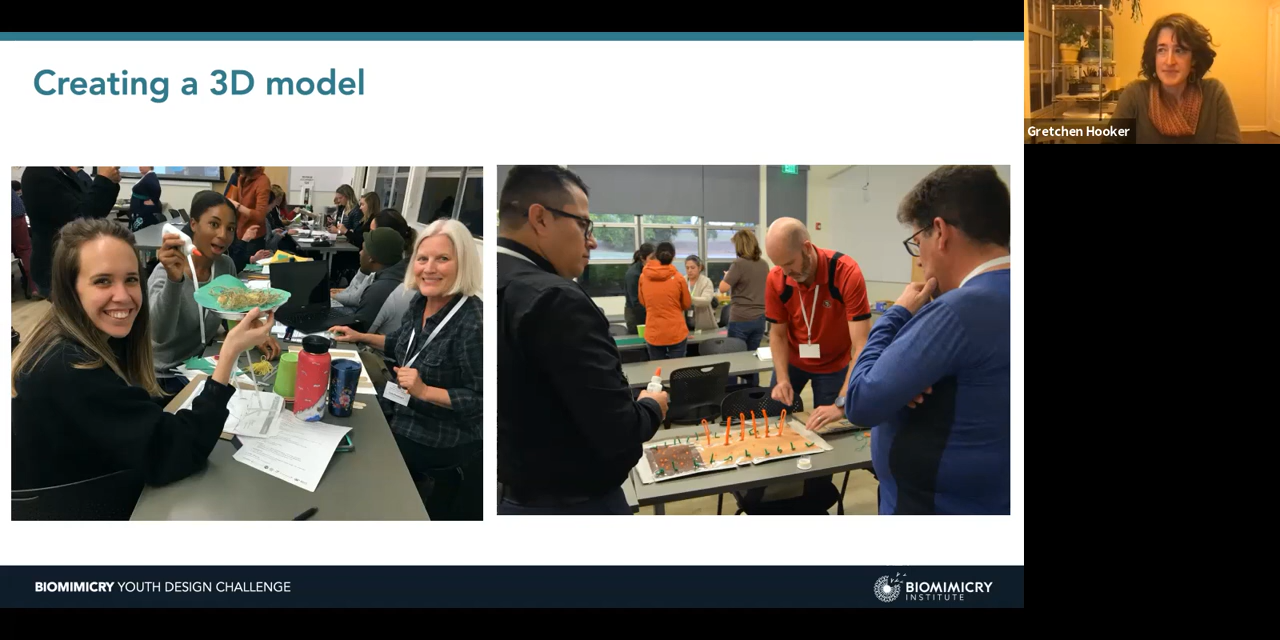 Creating a 3D model
Gretchen Hooker
BIOMIMICRY YOUTH DESIGN CHALLENGE
BIOMIMICRY
INSTITUTE